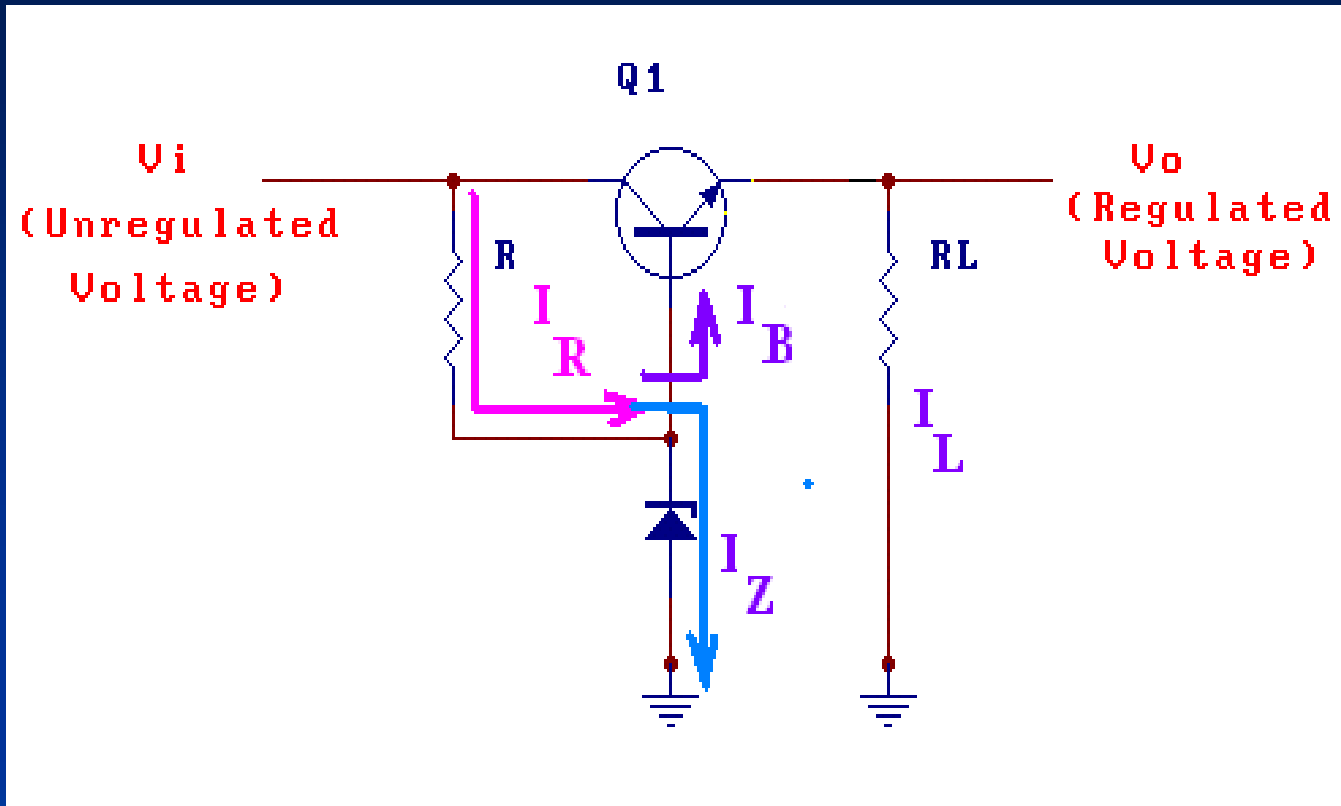 Q1
Vi
(Unregulated
Voltage)
Vo
(Regulated
Voltage)
R
RL
I
R
I
B
I
L
I
Z